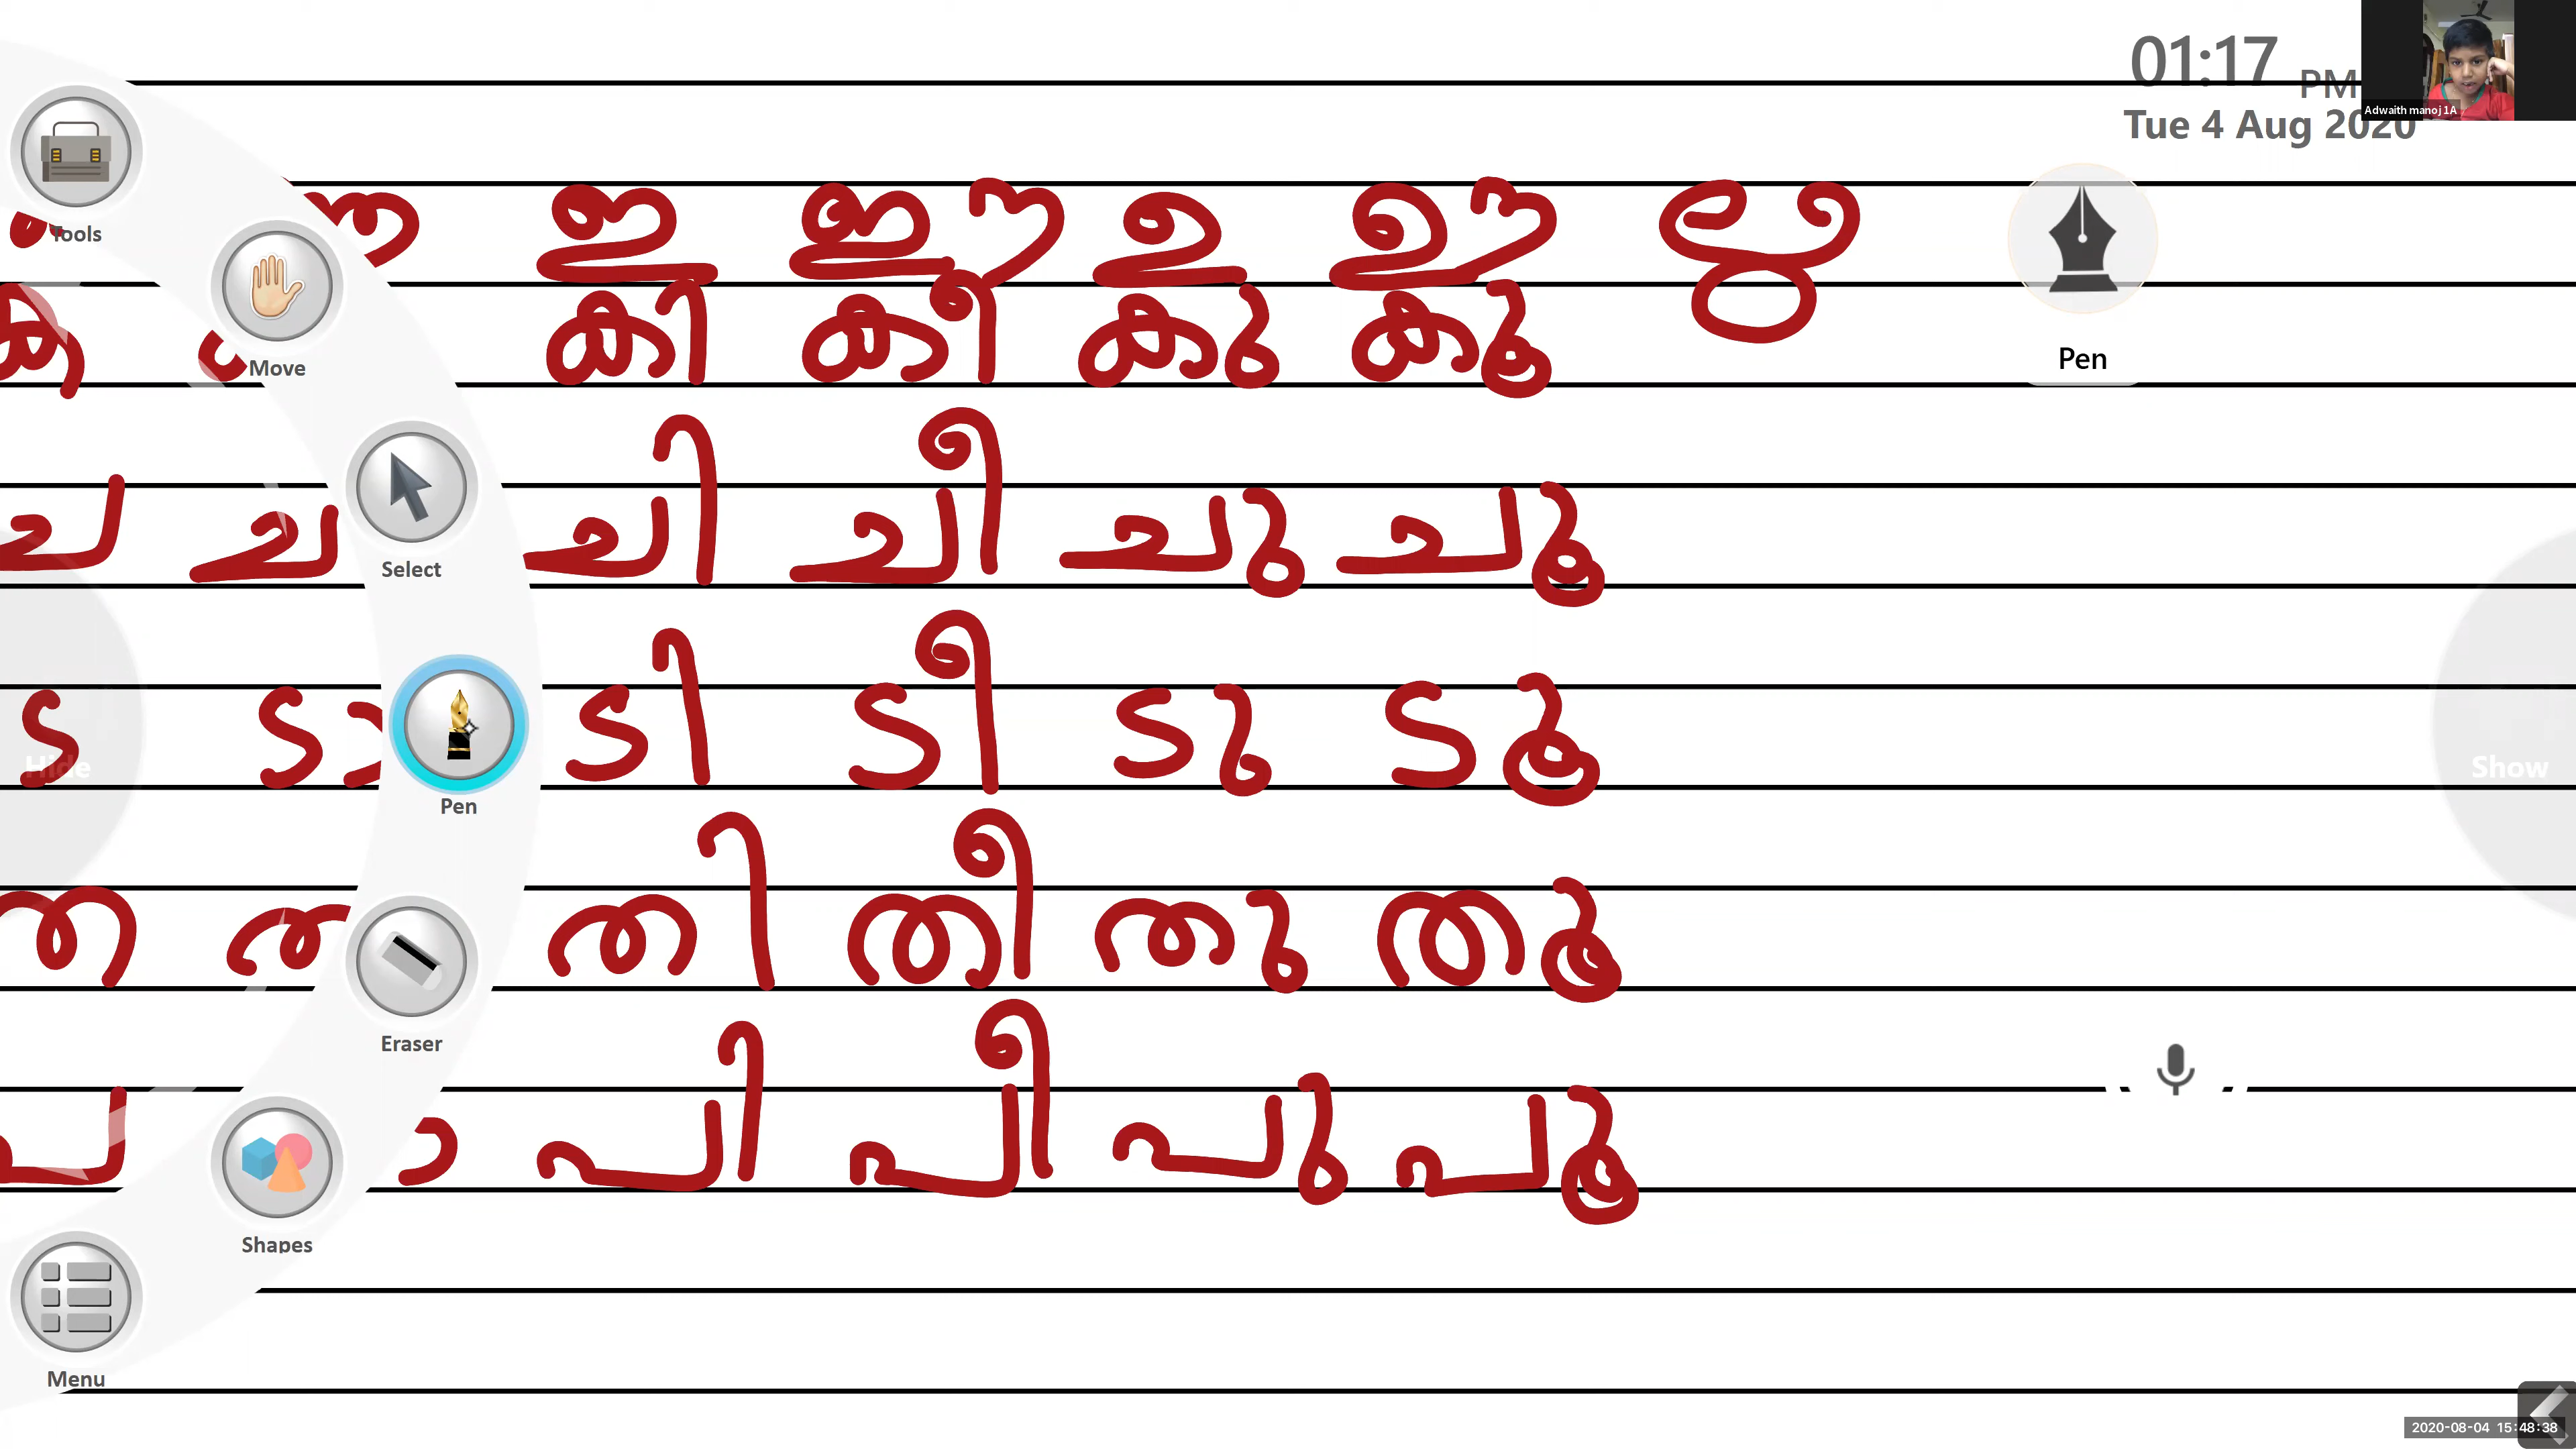 01:17 PM
Adwaith manoj 1A
Tue 4 Aug 2020
Tools
ഇ ഈ ഉ ഊ ഋ
Move
ക കി കീ കു കൂ
Pen
ച ച ചി ചീ ചു ചൂ
Select
ട ടാ ടി ടീ ടു ടൂ
Hide
Show
Pen
ത ത തി തീ തു തൂ
Eraser
പ പി പീ പു പൂ
Shapes
Menu
2020-08-04 15:48:38